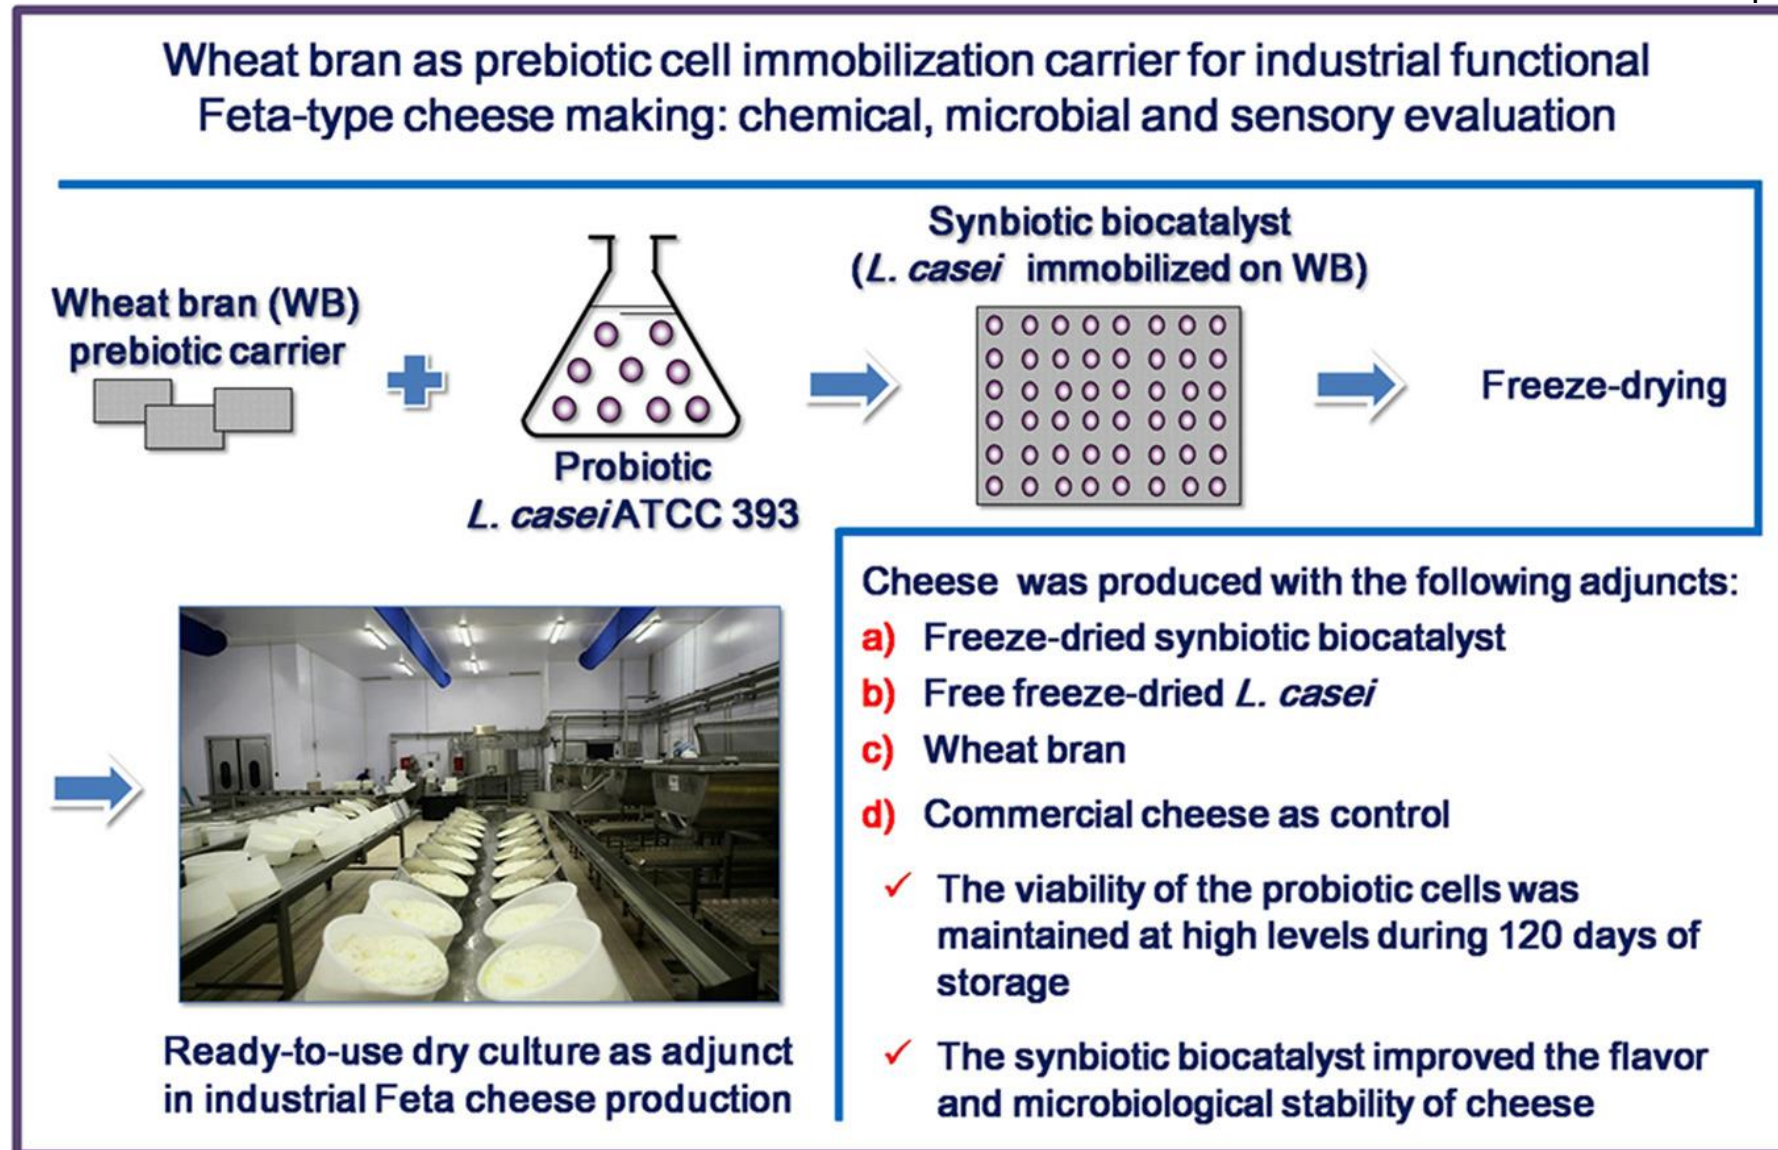 Wheat bran as prebiotic cell immobilization carrier for industrial functional
Feta-type cheese making: chemical, microbial and sensory evaluation
Wheat bran (WB)
prebiotic carrier
Probiotic
L. casei ATCC 393
Synbiotic biocatalyst
(L. casei immobilized on WB)
Freeze-drying
Ready-to-use dry culture as adjunct
in industrial Feta cheese production
Cheese was produced with the following adjuncts:
a) Freeze-dried synbiotic biocatalyst
b) Free freeze-dried L. casei
c) Wheat bran
d) Commercial cheese as control
✓ The viability of the probiotic cells was
maintained at high levels during 120 days of
storage
✓ The synbiotic biocatalyst improved the flavor
and microbiological stability of cheese